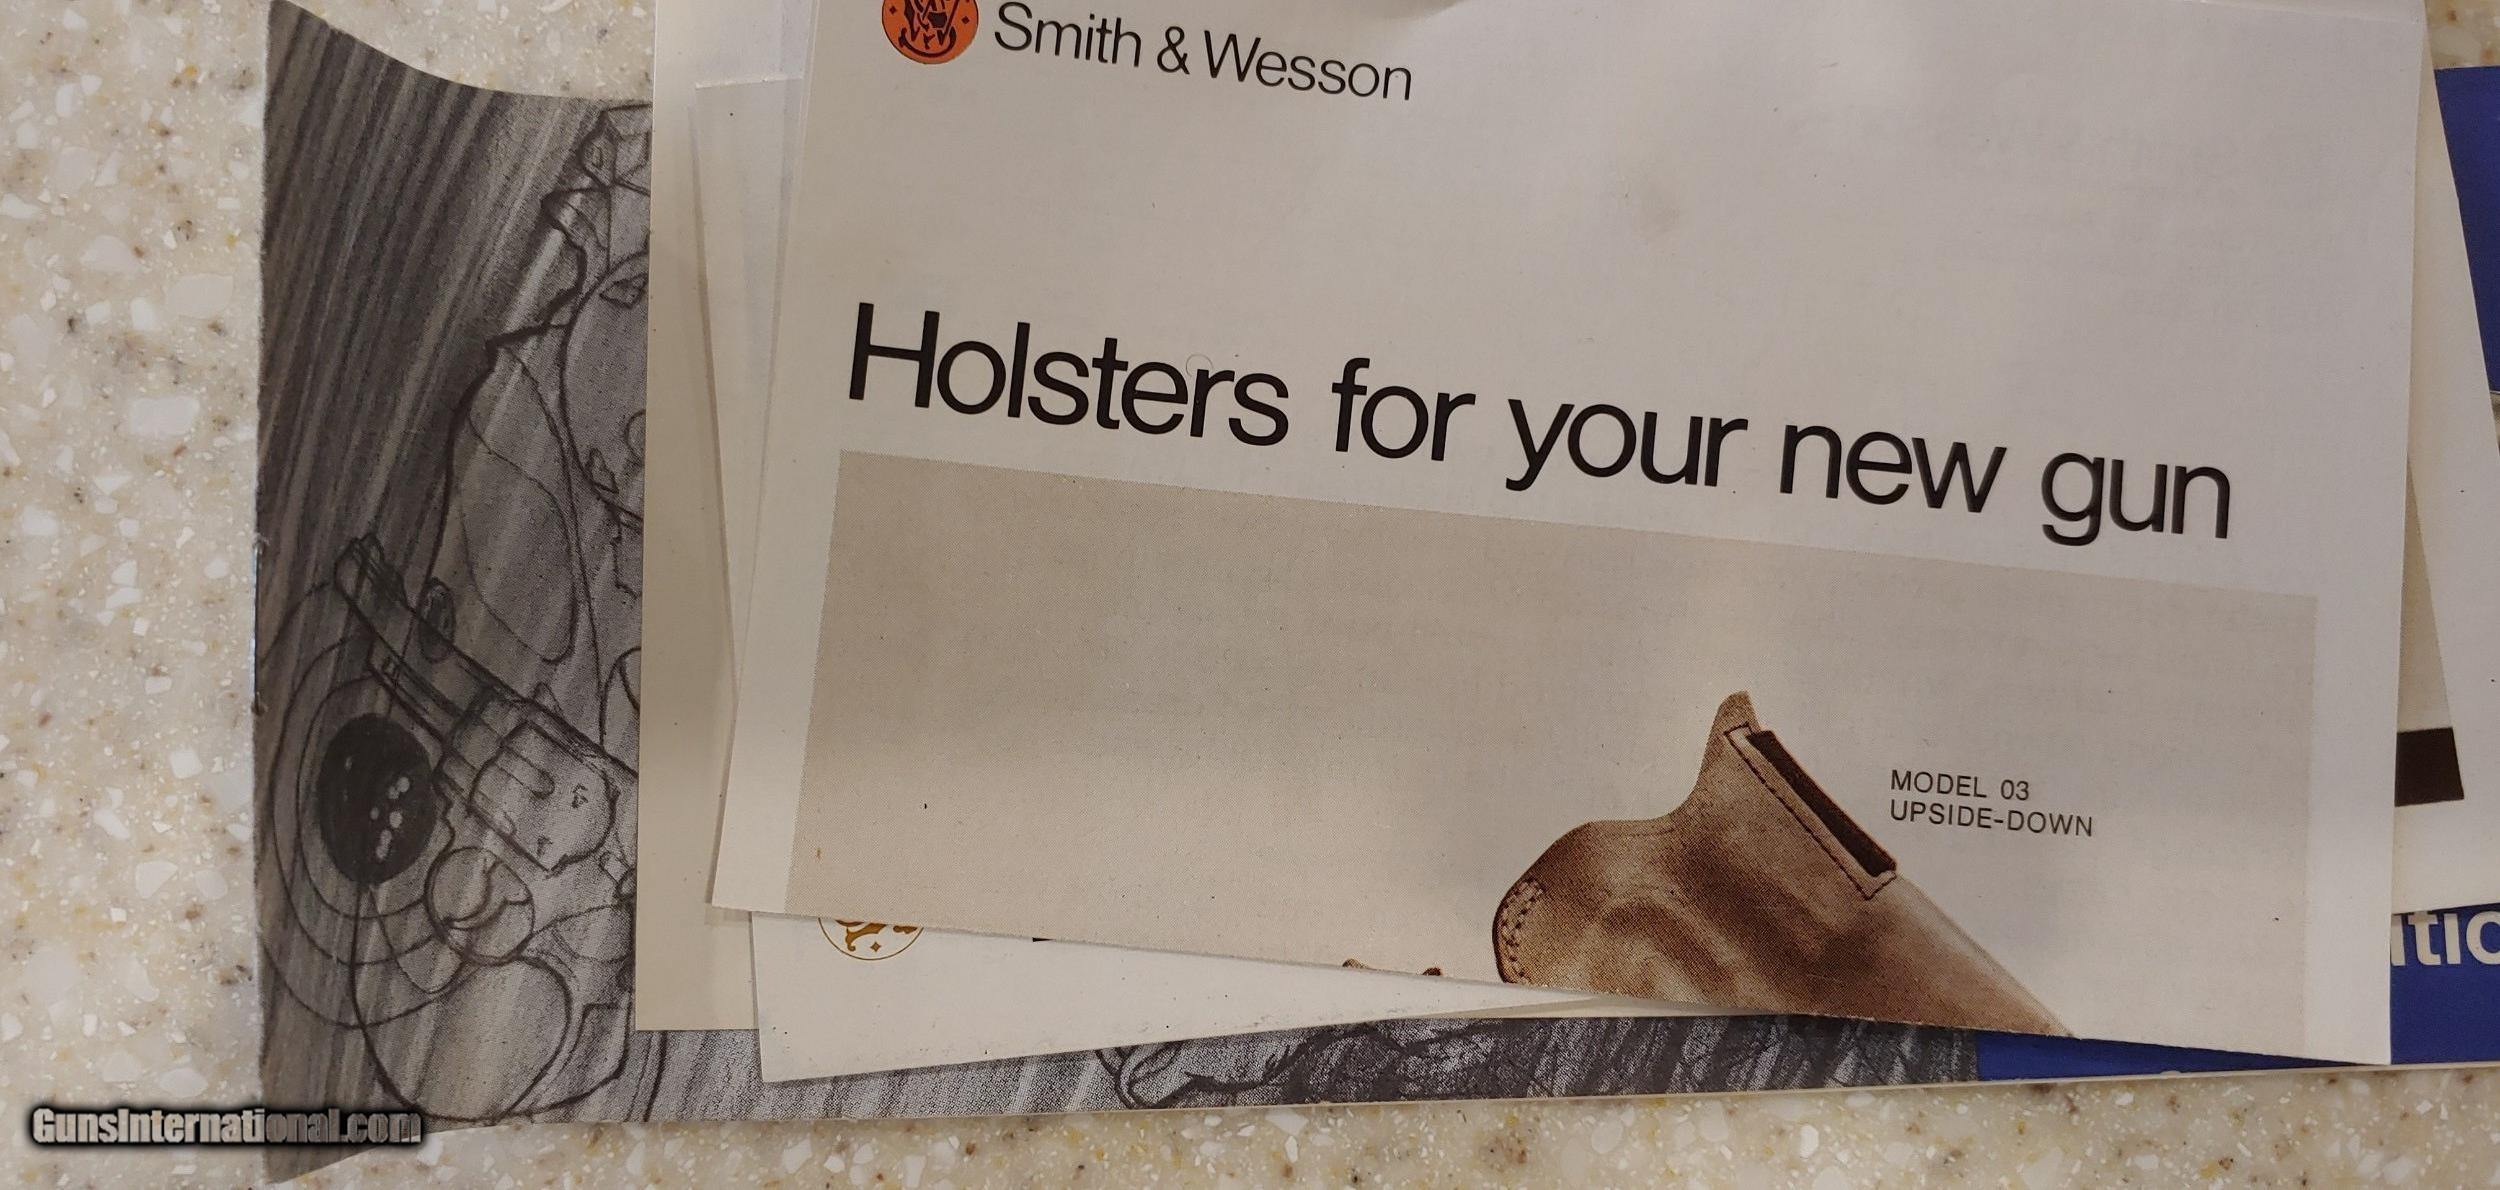 Smith & Wesson
Holsters for your new gun
MODEL 03
UPSIDE-DOWN
GunsInternational.com